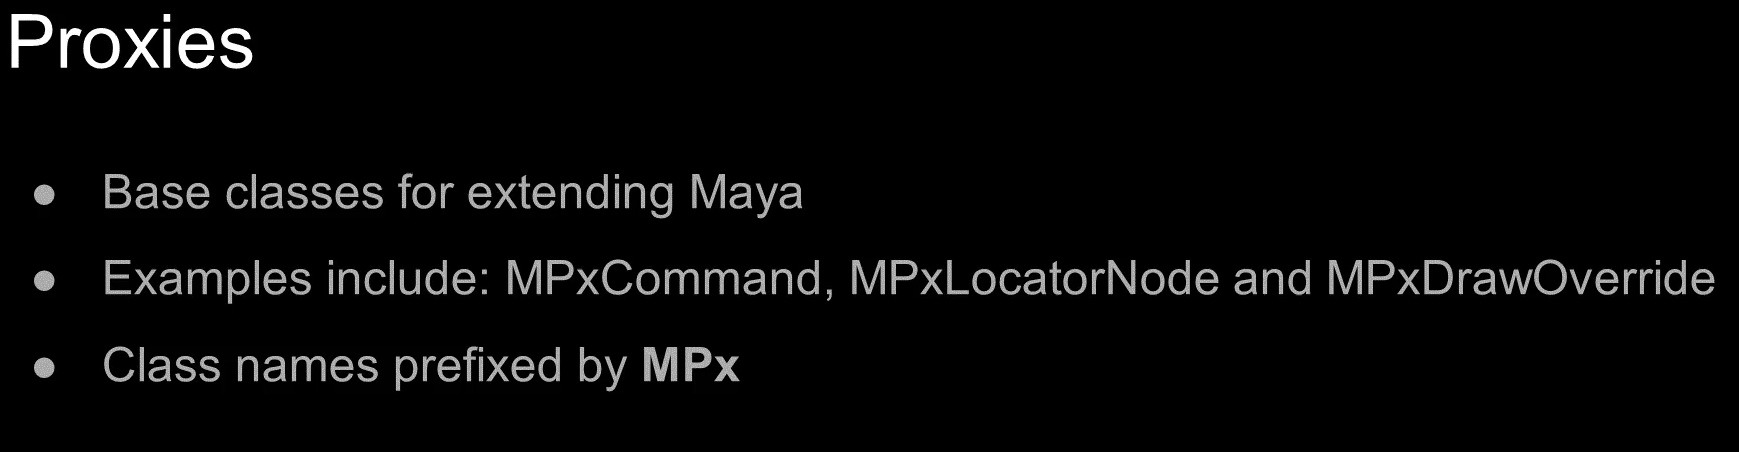 Proxies
● Base classes for extending Maya
● Examples include: MPxCommand, MPxLocatorNode and MPxDrawOverride
● Class names prefixed by MPx